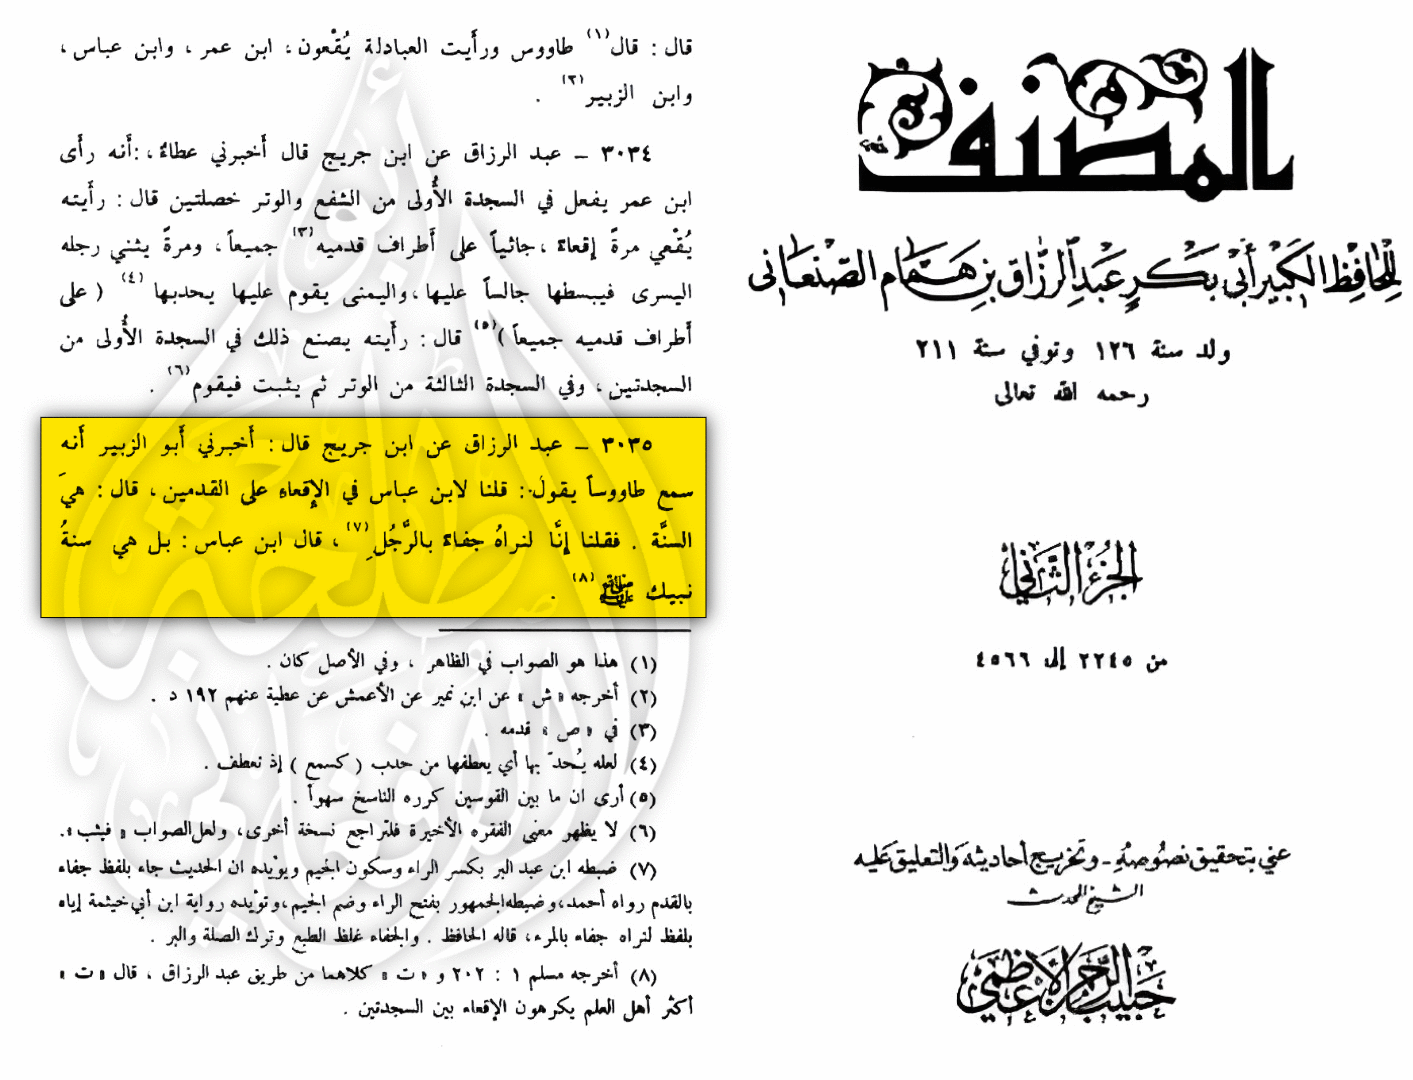 المصنف
للحافظ الكبير أبي بكر عبد الرزاق بن همام الصنعاني
ولد سنة ١٢٦ وتوفي سنة ٢١١
رحمه الله تعالى
الجزء الثاني
من ٢٢٤٥ إلى ٤٥٦٦
عني بتحقيق نصوصه - وتخريج أحاديثه والتعليق عليه
الشيخ المحدث
حبيب الرحمن الأعظمي
قال : قال(١) طاووس ورأيت العبادلة يُقْعون، ابن عمر ، وابن عباس ،
وابن الزبير(٢) .
٣٠٣٤ – عبد الرزاق عن ابن جريج قال أخبرني عطاءٌ ،:أنه رأى
ابن عمر يفعل في السجدة الأُولى من الشفع والوتر خصلتين قال : رأيته
يُقْعي مرةً إقعاءً ،جاثياً على أطراف قدميه(٣) جميعاً ، ومرةً يثني رجله
اليسرى فيبسطها جالساً عليها،واليمنى يقوم عليها يحدبها (٤) ( على
أطراف قدميه جميعاً )(٥) قال : رأيته يصنع ذلك في السجدة الأُولى من
السجدتين ، وفي السجدة الثالثة من الوتر ثم يثبت فيقوم(٦) .
٣٠٣٥ – عبد الرزاق عن ابن جريج قال : أخبرني أبو الزبير أنه
سمع طاووساً يقول : قلنا لابن عباس في الإقعاء على القدمين ، قال : هيَ
السنَّة . فقلنا إنَّا لنراهُ جفاءً بالرَّجُلِ(٧) ، قال ابن عباس : بل هي سنةُ
نبيك ﷺ(٨) .
(١) هذا هو الصواب في الظاهر ، وفي الأصل كان .
(٢) أخرجه « ش » عن ابن نمير عن الأعمش عن عطية عنهم ١٩٢ د .
(٣) في « ص » قدمه .
(٤) لعله يُحدّ بها أي يعطفها من حدب ( كسمع ) إذ تعطف .
(٥) أرى ان ما بين القوسين كرره الناسخ سهواً .
(٦) لا يظهر معنى الفقره الأخيرة فلتراجع نسخة أخرى، ولعل الصواب « فيثب».
(٧) ضبطه ابن عبد البر بكسر الراء وسكون الجيم ويؤيده ان الحديث جاء بلفظ جفاء
بالقدم رواه أحمد،وضبطه الجمهور بفتح الراء وضم الجيم،وتؤيده رواية ابن أبي خيثمة إياه
بلفظ لنراه جفاء بالمرء، قاله الحافظ . والجفاء غلظ الطبع وترك الصلة والبر .
(٨) أخرجه مسلم ١ : ٢٠٢ و « ت » كلاهما من طريق عبد الرزاق ، قال « ت »
أكثر أهل العلم يكرهون الإقعاء بين السجدتين .